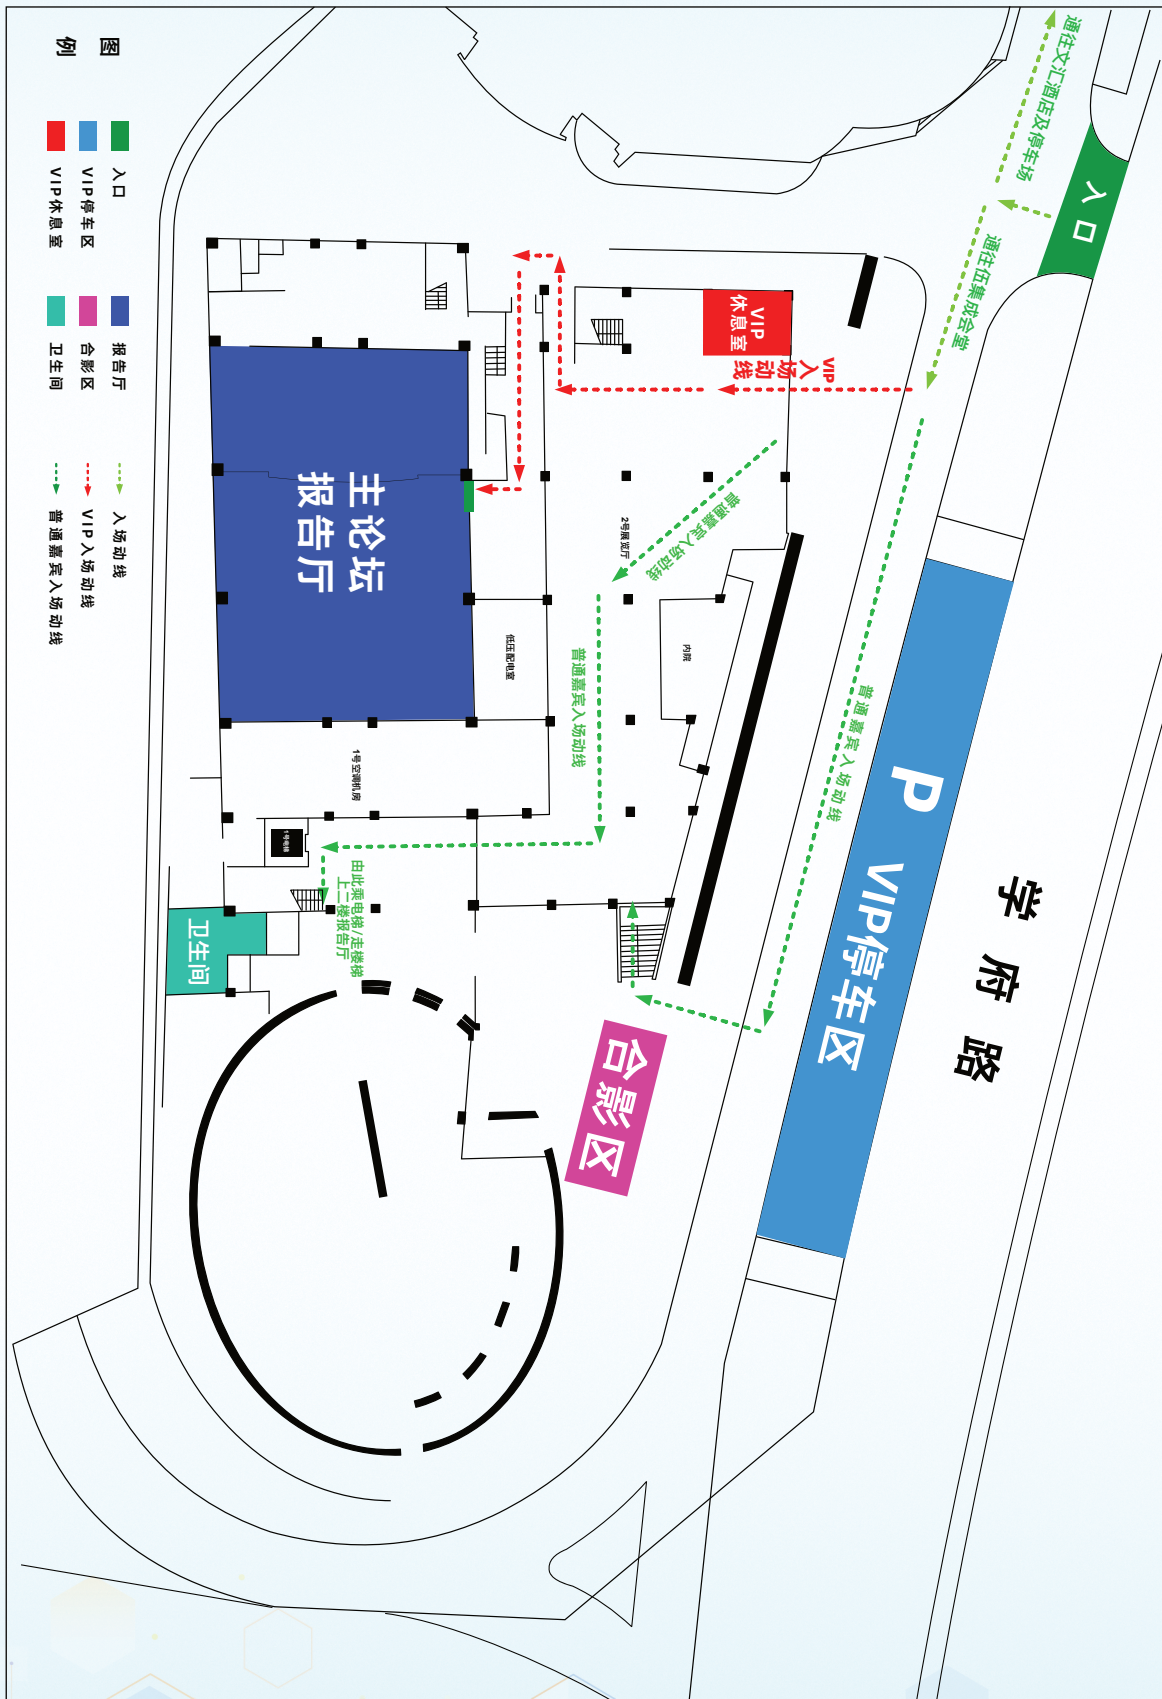 图例
入口
VIP停车区
VIP休息室
报告厅
合影区
卫生间
入场动线
VIP入场动线
普通嘉宾入场动线
通往文汇酒店及停车场
入口
通往伍集成会堂
VIP
休息室
VIP入场动线
普通嘉宾入场动线
2号展览厅
主论坛
报告厅
低压配电室
内院
普通嘉宾入场动线
普通嘉宾入场动线
P VIP停车区
学府路
1号空调机房
1号电梯
由此乘电梯/走楼梯
上二楼报告厅
卫生间
合影区